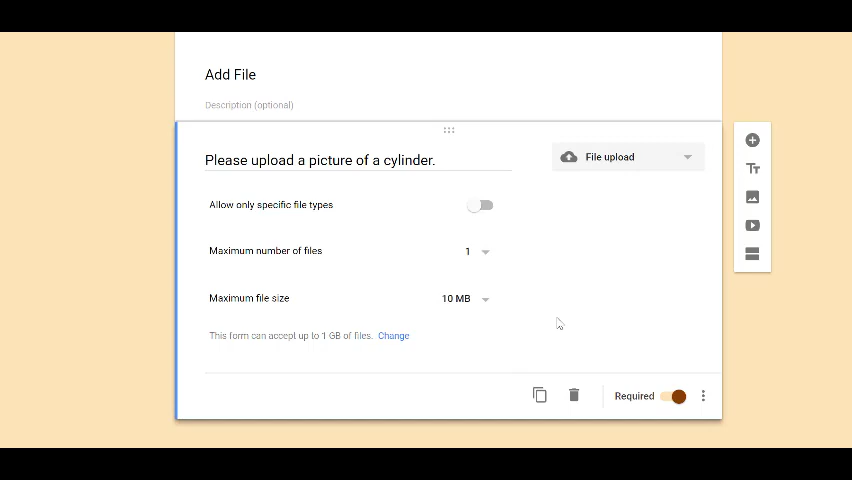 Add File
Description (optional)
Please upload a picture of a cylinder.
File upload
Allow only specific file types
Maximum number of files 1
Maximum file size 10 MB
This form can accept up to 1 GB of files. Change
Required
Tт